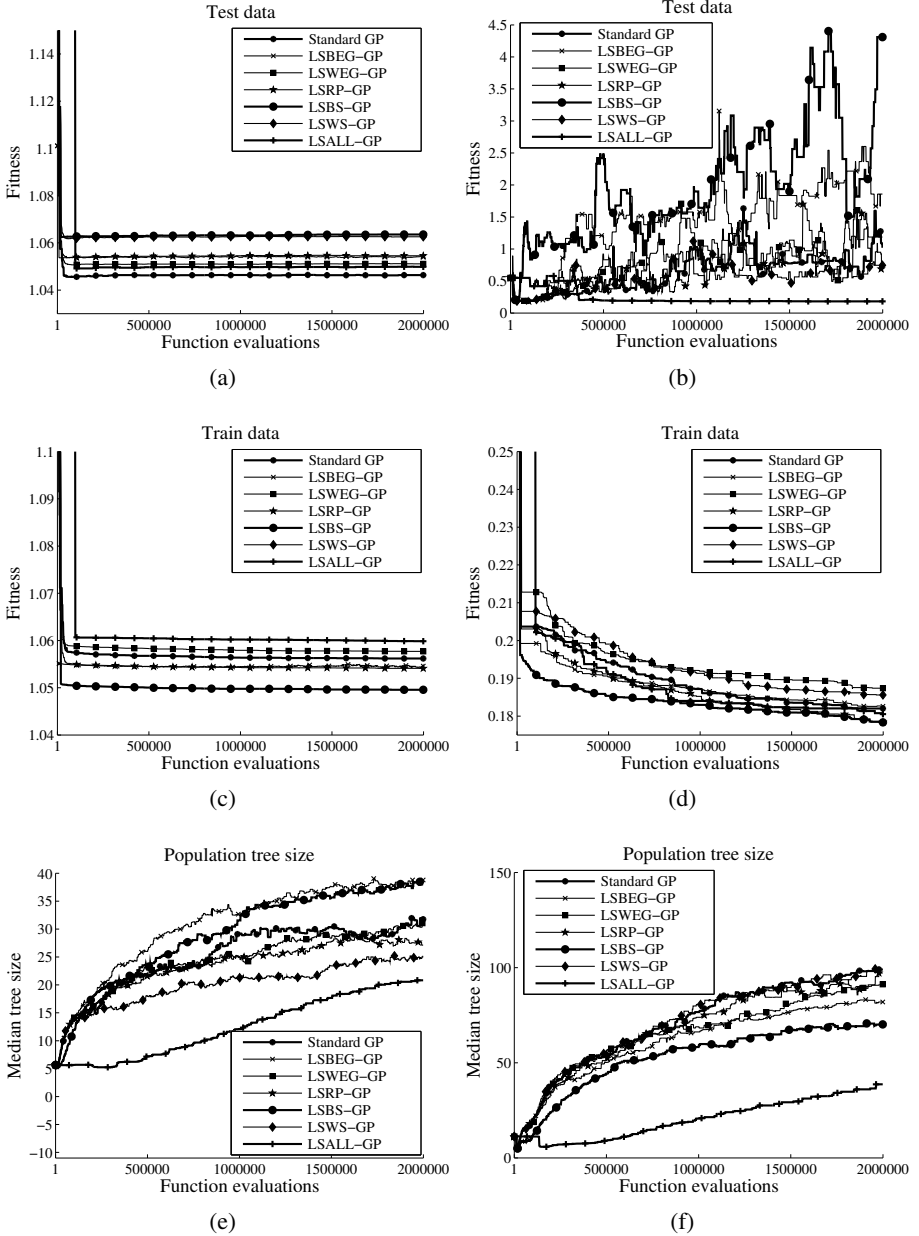 Test data
Fitness
1.14
1.12
1.1
1.08
1.06
1.04
Standard GP
LSBEG−GP
LSWEG−GP
LSRP−GP
LSBS−GP
LSWS−GP
LSALL−GP
1
500000
1000000
1500000
2000000
Function evaluations
(a)
Test data
Fitness
4.5
4
3.5
3
2.5
2
1.5
1
0.5
0
Standard GP
LSBEG−GP
LSWEG−GP
LSRP−GP
LSBS−GP
LSWS−GP
LSALL−GP
1
500000
1000000
1500000
2000000
Function evaluations
(b)
Train data
Fitness
1.1
1.09
1.08
1.07
1.06
1.05
1.04
Standard GP
LSBEG−GP
LSWEG−GP
LSRP−GP
LSBS−GP
LSWS−GP
LSALL−GP
1
500000
1000000
1500000
2000000
Function evaluations
(c)
Train data
Fitness
0.25
0.24
0.23
0.22
0.21
0.2
0.19
0.18
Standard GP
LSBEG−GP
LSWEG−GP
LSRP−GP
LSBS−GP
LSWS−GP
LSALL−GP
1
500000
1000000
1500000
2000000
Function evaluations
(d)
Population tree size
Median tree size
40
35
30
25
20
15
10
5
0
−5
−10
Standard GP
LSBEG−GP
LSWEG−GP
LSRP−GP
LSBS−GP
LSWS−GP
LSALL−GP
1
500000
1000000
1500000
2000000
Function evaluations
(e)
Population tree size
Median tree size
150
100
50
0
Standard GP
LSBEG−GP
LSWEG−GP
LSRP−GP
LSBS−GP
LSWS−GP
LSALL−GP
1
500000
1000000
1500000
2000000
Function evaluations
(f)